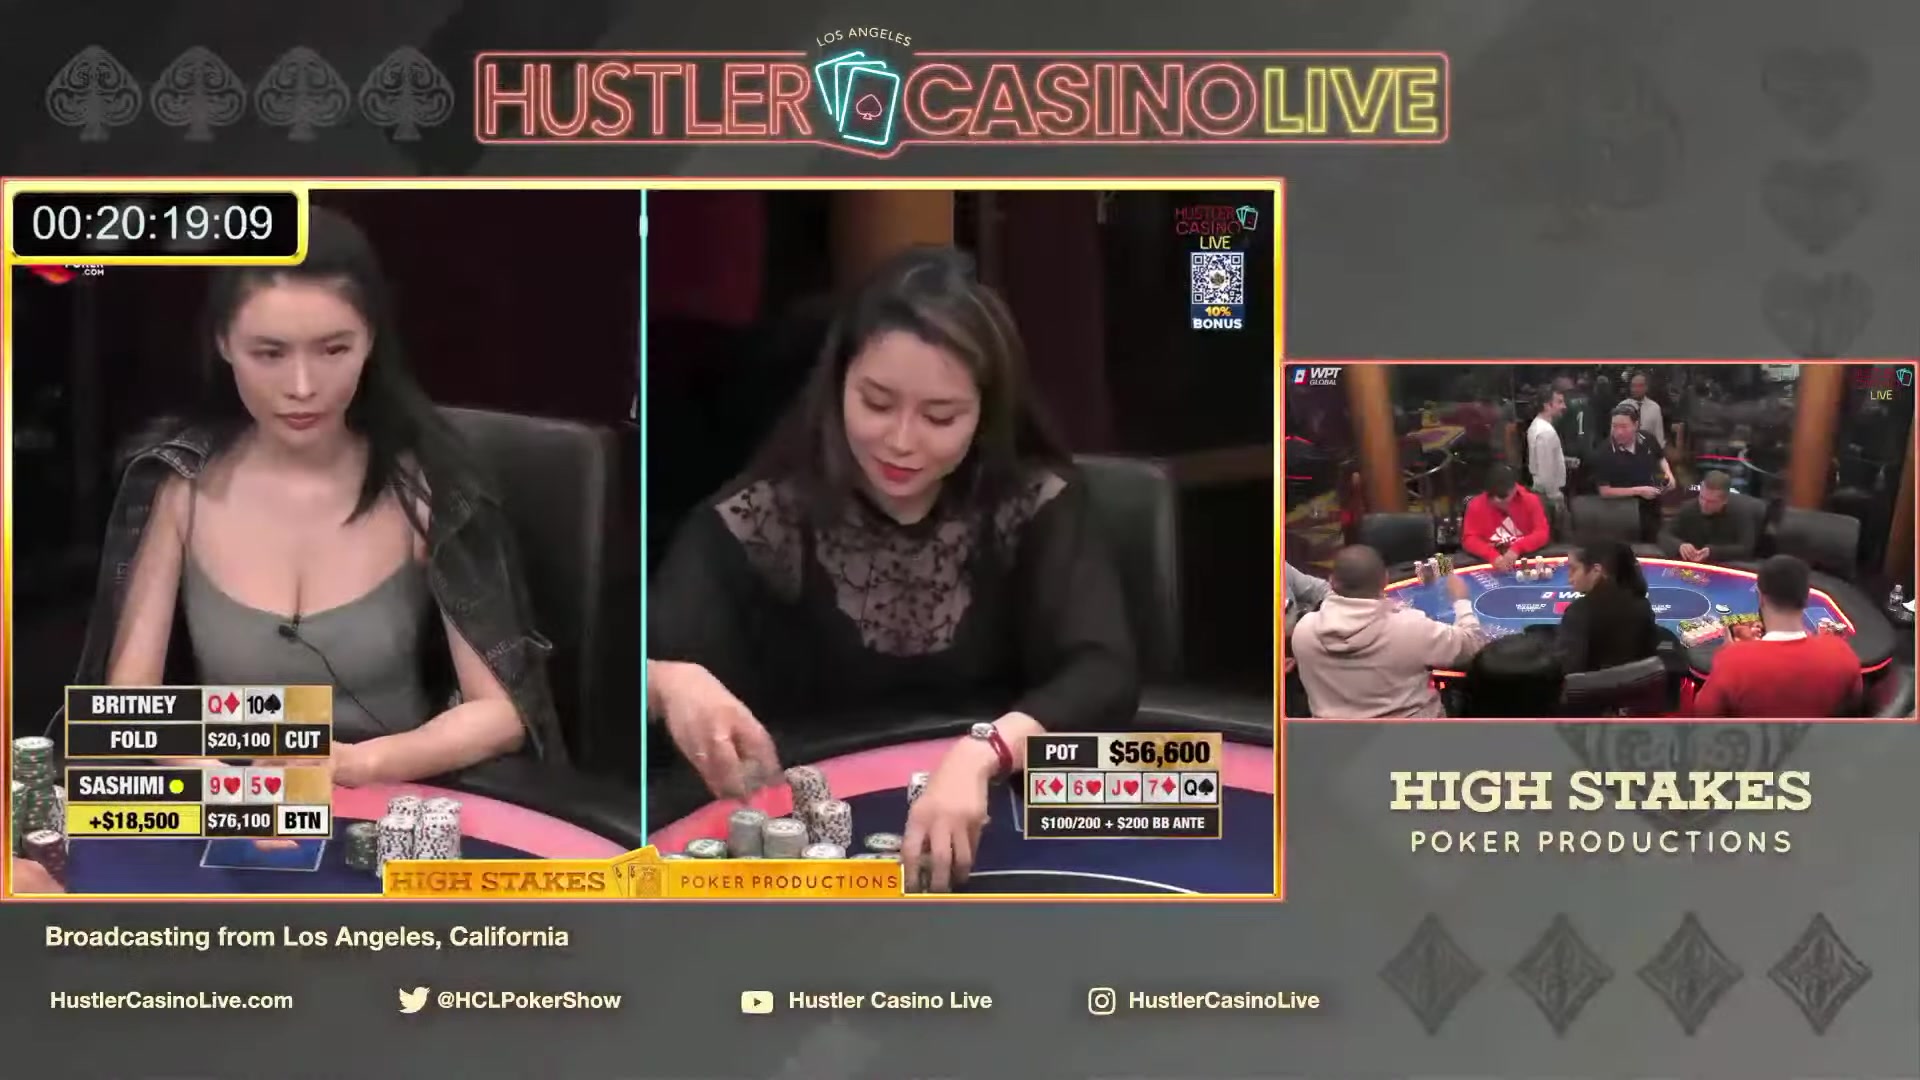 LOS ANGELES
HUSTLER CASINO LIVE
00:20:19:09
.COM
HUSTLER
CASINO
LIVE
10%
BONUS
WPT
GLOBAL
LIVE
BRITNEY Q♦ 10♠
FOLD $20,100 CUT
SASHIMI 9♥ 5♥
+$18,500 $76,100 BTN
POT $56,600
K♦ 6♥ J♥ 7♦ Q♠
$100/200 + $200 BB ANTE
HIGH STAKES POKER PRODUCTIONS
HIGH STAKES
POKER PRODUCTIONS
Broadcasting from Los Angeles, California
HustlerCasinoLive.com @HCLPokerShow Hustler Casino Live HustlerCasinoLive